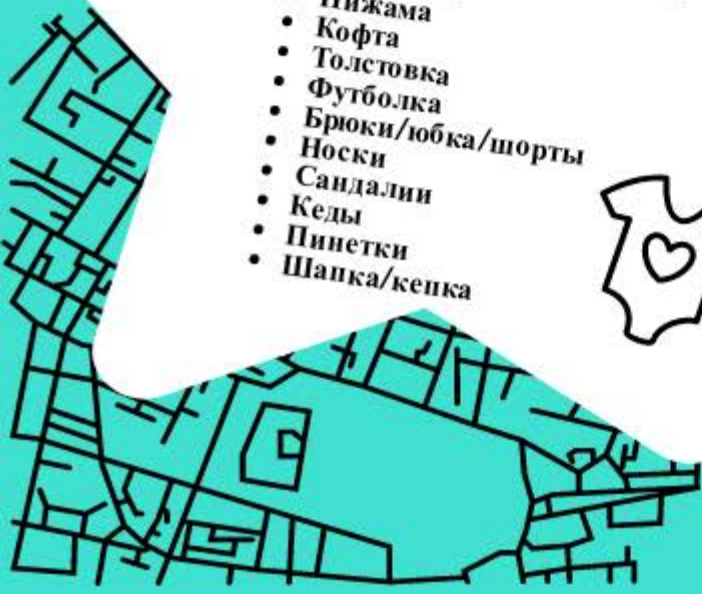 Пижама
• Кофта
• Толстовка
• Футболка
• Брюки/юбка/шорты
• Носки
• Сандалии
• Кеды
• Пинетки
• Шапка/кепка